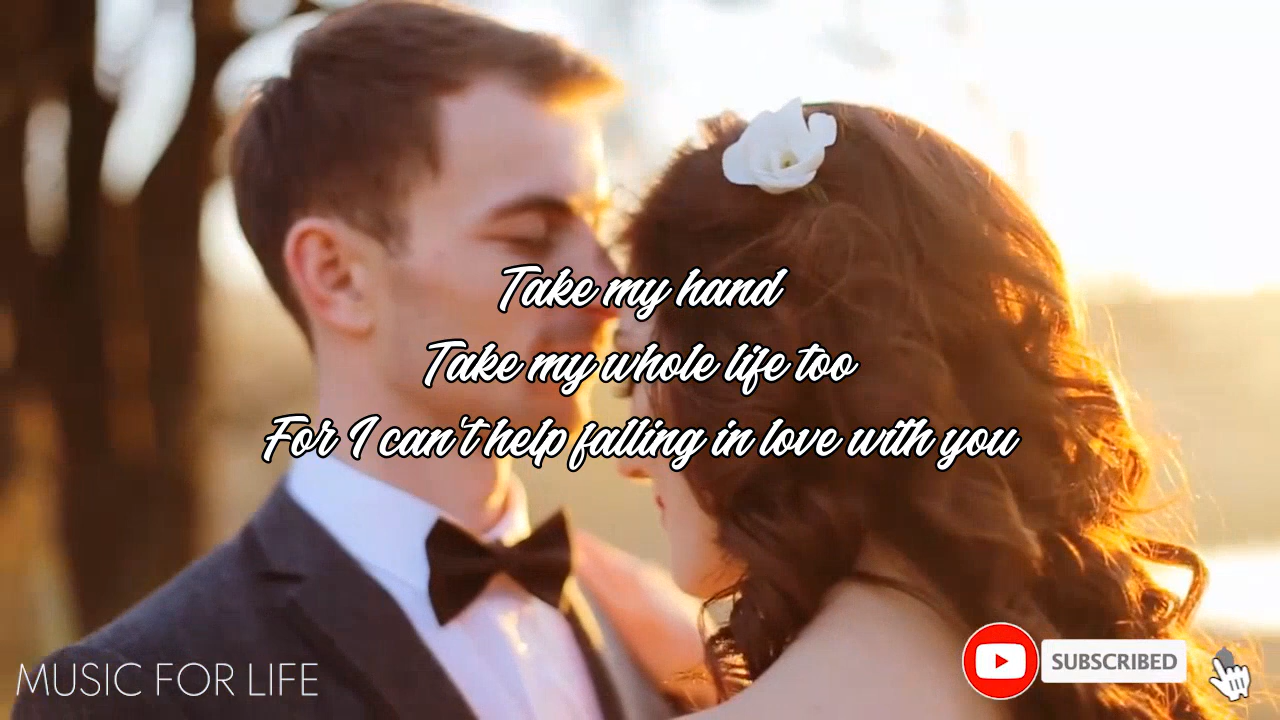 Take my hand
Take my whole life too
For I can't help falling in love with you
MUSIC FOR LIFE
SUBSCRIBED